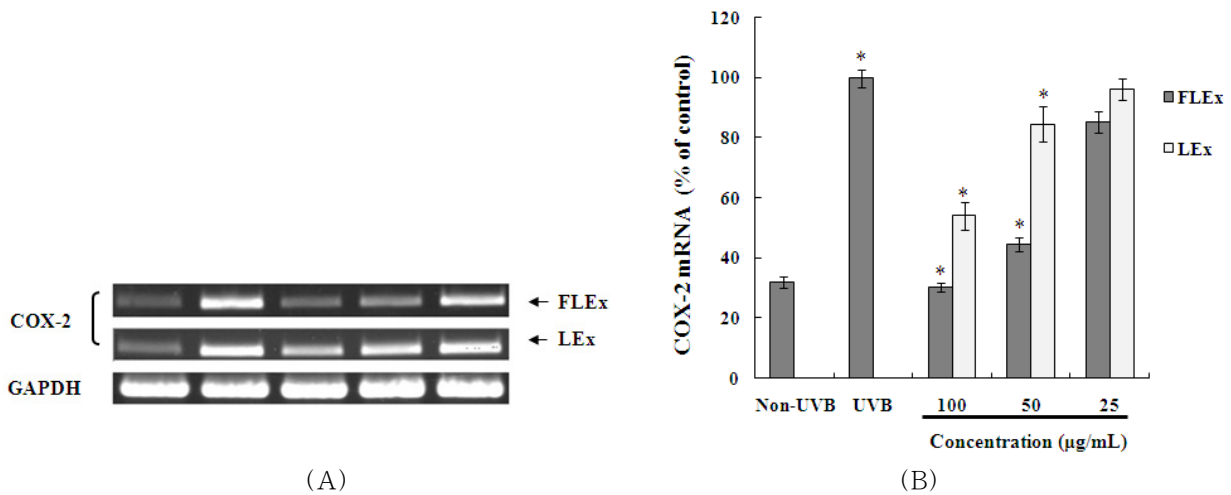 COX-2
GAPDH
← FLEx
← LEx
(A)
COX-2 mRNA (% of control)
120
100
80
60
40
20
0
*
*
*
*
*
Non-UVB UVB 100 50 25
Concentration (µg/mL)
FLEx
LEx
(B)